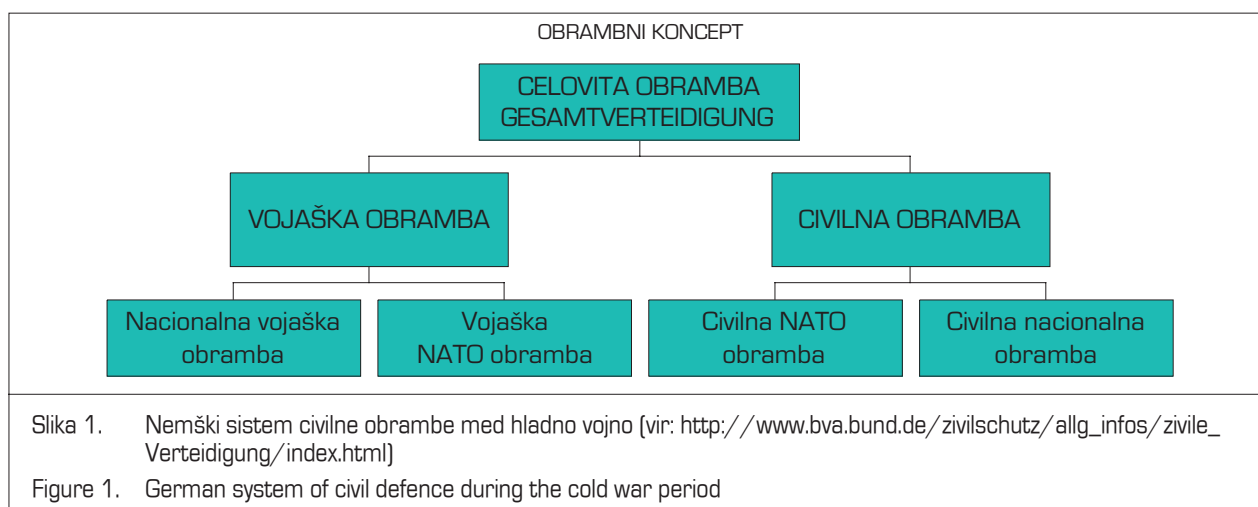 OBRAMBNI KONCEPT
CELOVITA OBRAMBA
GESAMTVERTEIDIGUNG
VOJAŠKA OBRAMBA
CIVILNA OBRAMBA
Nacionalna vojaška
obramba
Vojaška
NATO obramba
Civilna NATO
obramba
Civilna nacionalna
obramba
Slika 1. Nemški sistem civilne obrambe med hladno vojno (vir: http://www.bva.bund.de/zivilschutz/allg_infos/zivile_
Verteidigung/index.html)
Figure 1. German system of civil defence during the cold war period